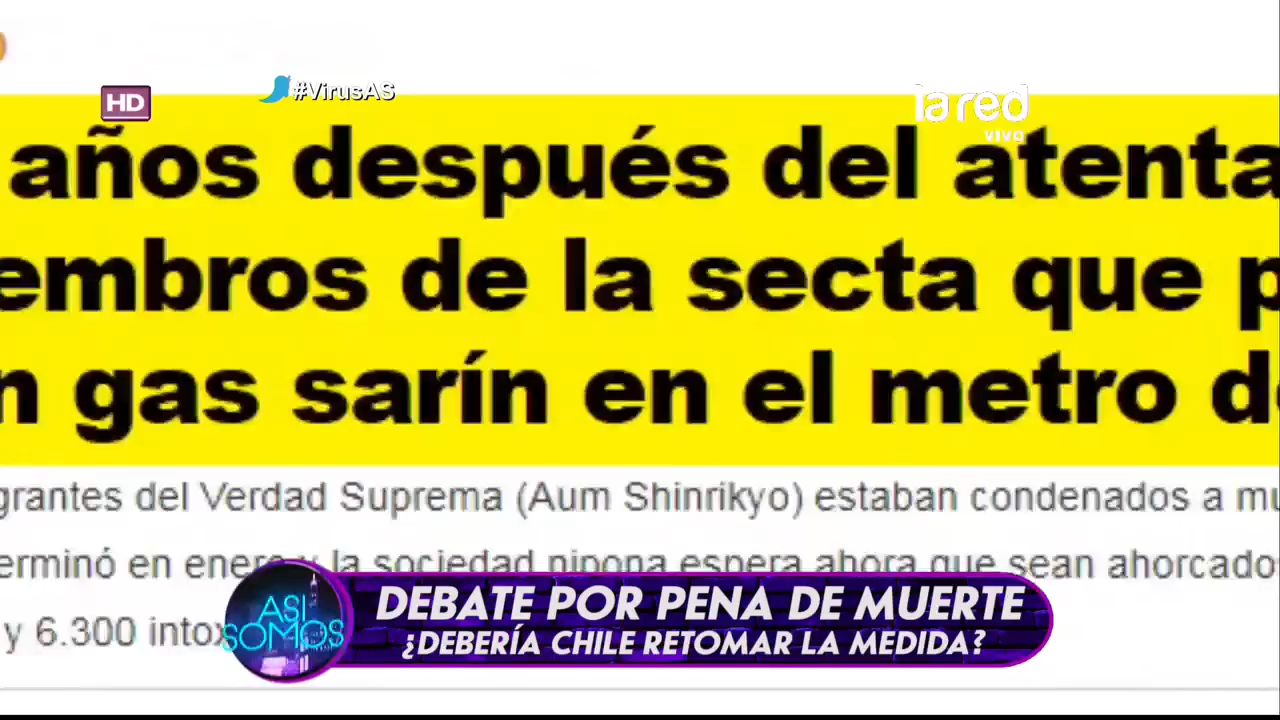 HD
#VirusAS
la red
vivo
años después del atenta
embros de la secta que p
n gas sarín en el metro d
grantes del Verdad Suprema (Aum Shinrikyo) estaban condenados a mu
erminó en enero y la sociedad nipona espera ahora que sean ahorcado
y 6.300 intox
ASI
SOMOS
DEBATE POR PENA DE MUERTE
¿DEBERÍA CHILE RETOMAR LA MEDIDA?